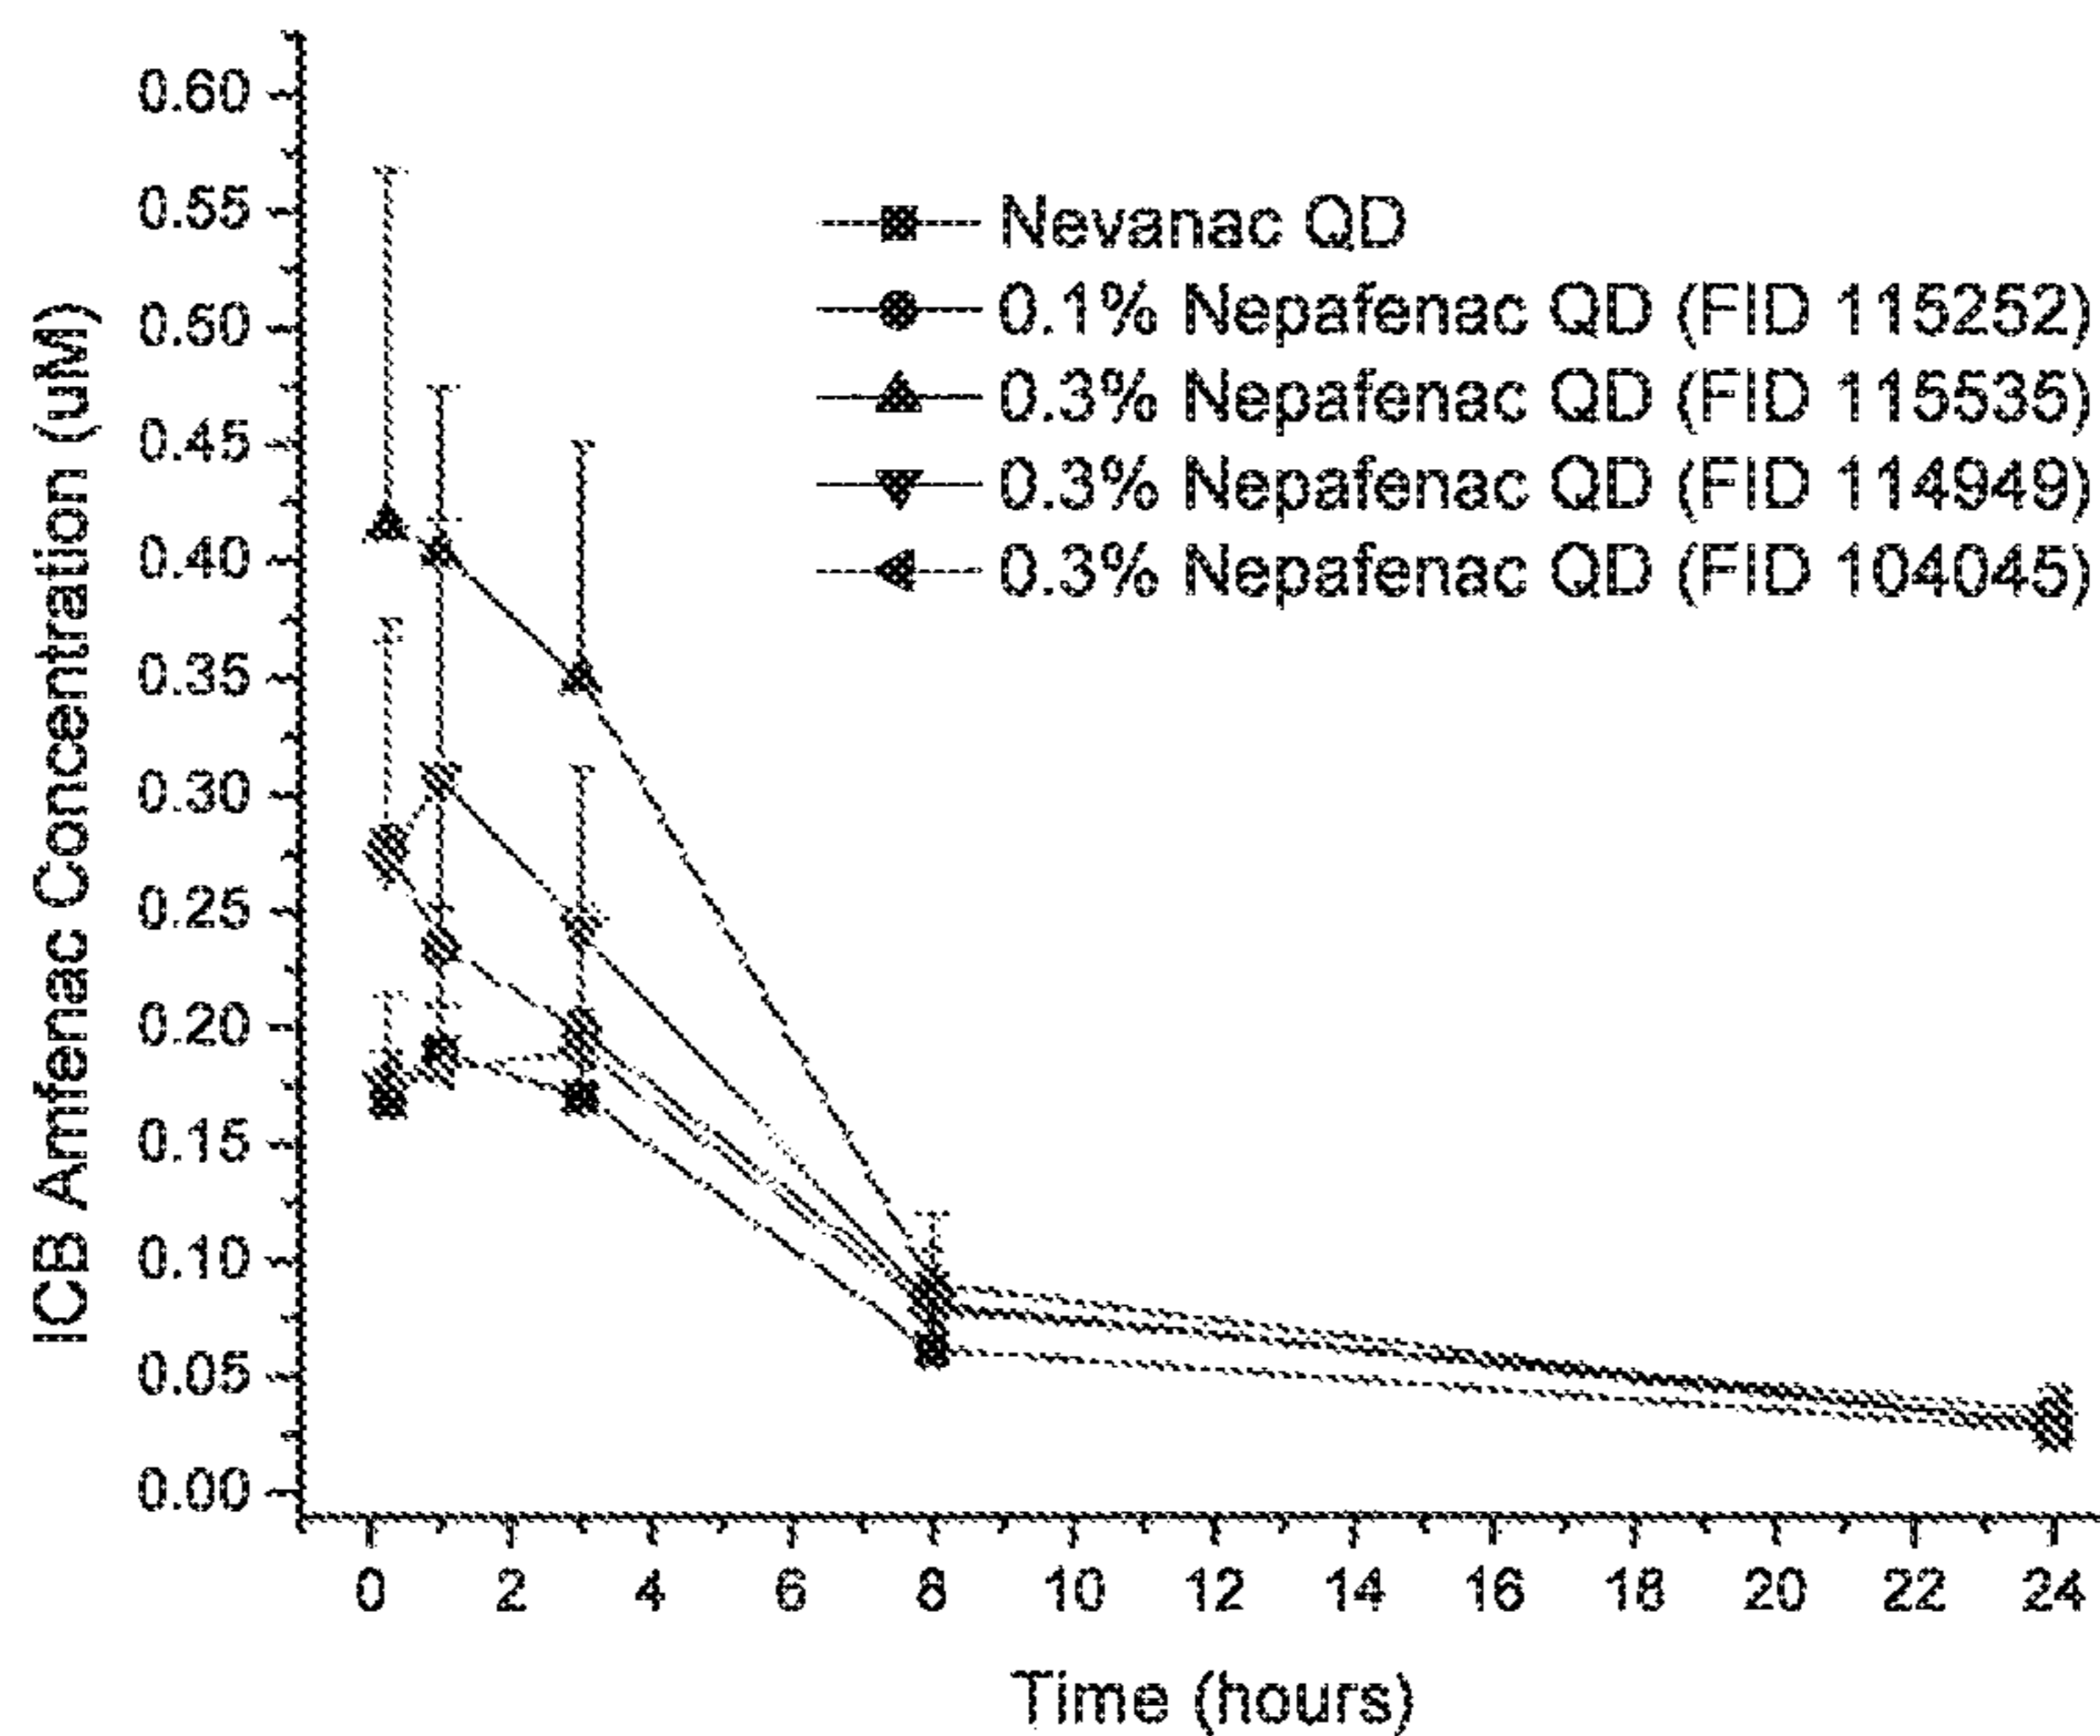 0.60
0.55
0.50
0.45
0.40
0.35
0.30
0.25
0.20
0.15
0.10
0.05
0.00
ICB Amfenac Concentration (uM)
Nevanac QD
0.1% Nepafenac QD (FID 115252)
0.3% Nepafenac QD (FID 115535)
0.3% Nepafenac QD (FID 114949)
0.3% Nepafenac QD (FID 104045)
0 2 4 6 8 10 12 14 16 18 20 22 24
Time (hours)